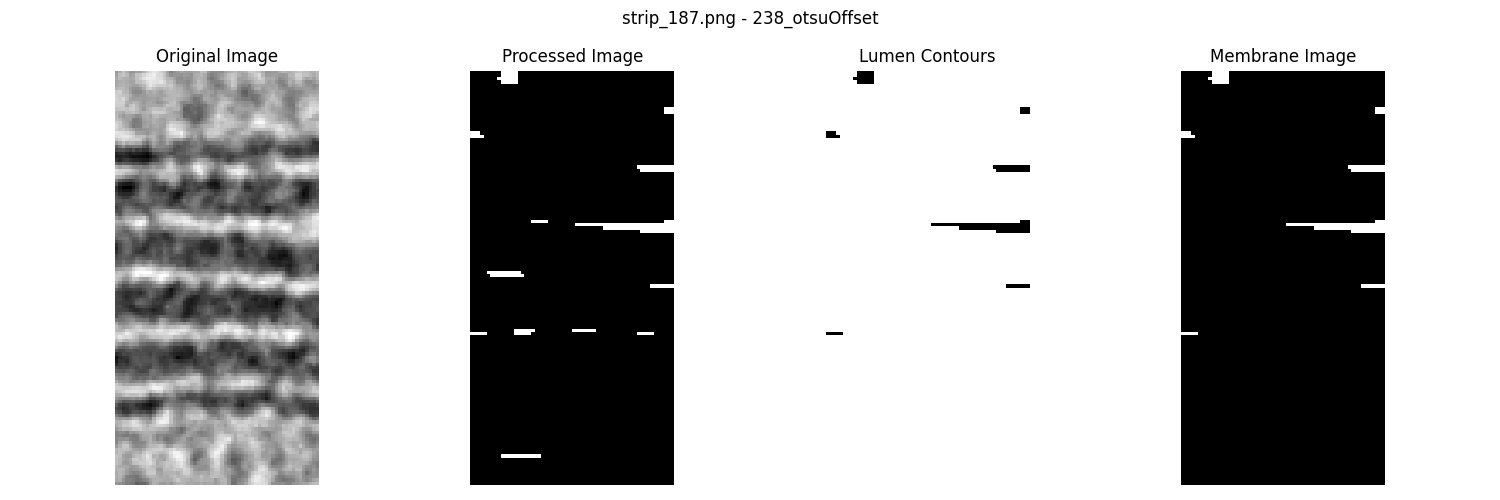 strip_187.png - 238_otsuOffset
Original Image
Processed Image
Lumen Contours
Membrane Image